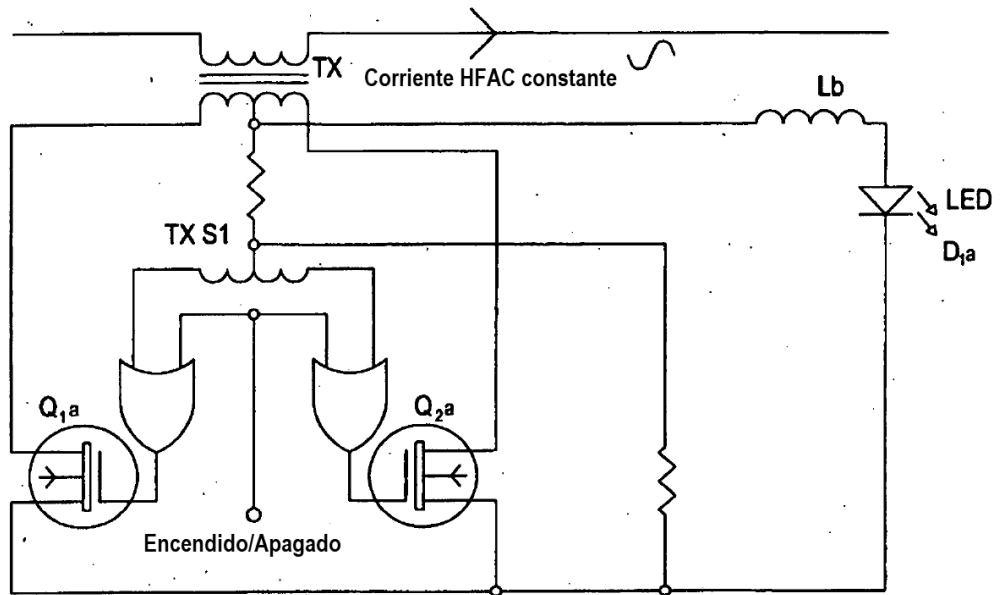 TX
Corriente HFAC constante
Lb
LED
D₁a
TX S1
Q₁a
Q₂a
Encendido/Apagado